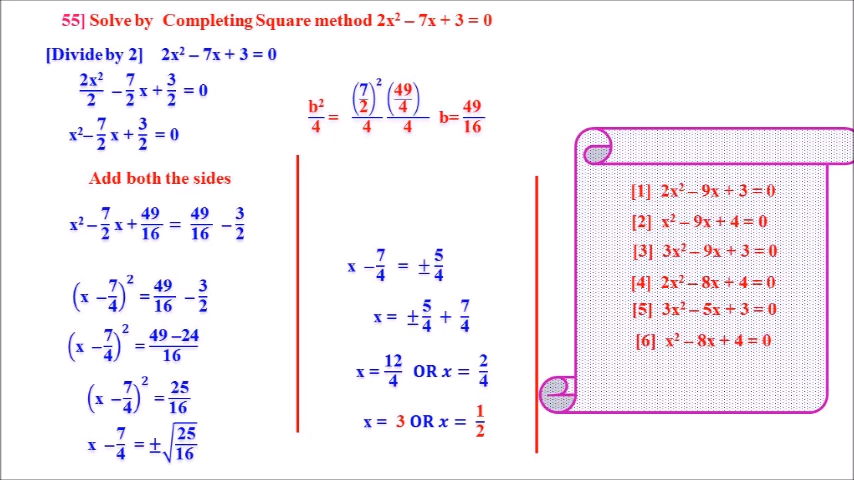 55] Solve by Completing Square method 2x² – 7x + 3 = 0
[Divide by 2] 2x² – 7x + 3 = 0
2x²/2 – 7/2 x + 3/2 = 0
x² – 7/2 x + 3/2 = 0
Add both the sides
x² – 7/2 x + 49/16 = 49/16 – 3/2
(x – 7/4)² = 49/16 – 3/2
(x – 7/4)² = 49 – 24/16
(x – 7/4)² = 25/16
x – 7/4 = ± √25/16
b²/4 = (7/2)²/4 (49/4)/4 b= 49/16
x – 7/4 = ± 5/4
x = ± 5/4 + 7/4
x = 12/4 OR x = 2/4
x = 3 OR x = 1/2
[1] 2x² – 9x + 3 = 0
[2] x² – 9x + 4 = 0
[3] 3x² – 9x + 3 = 0
[4] 2x² – 8x + 4 = 0
[5] 3x² – 5x + 3 = 0
[6] x² – 8x + 4 = 0